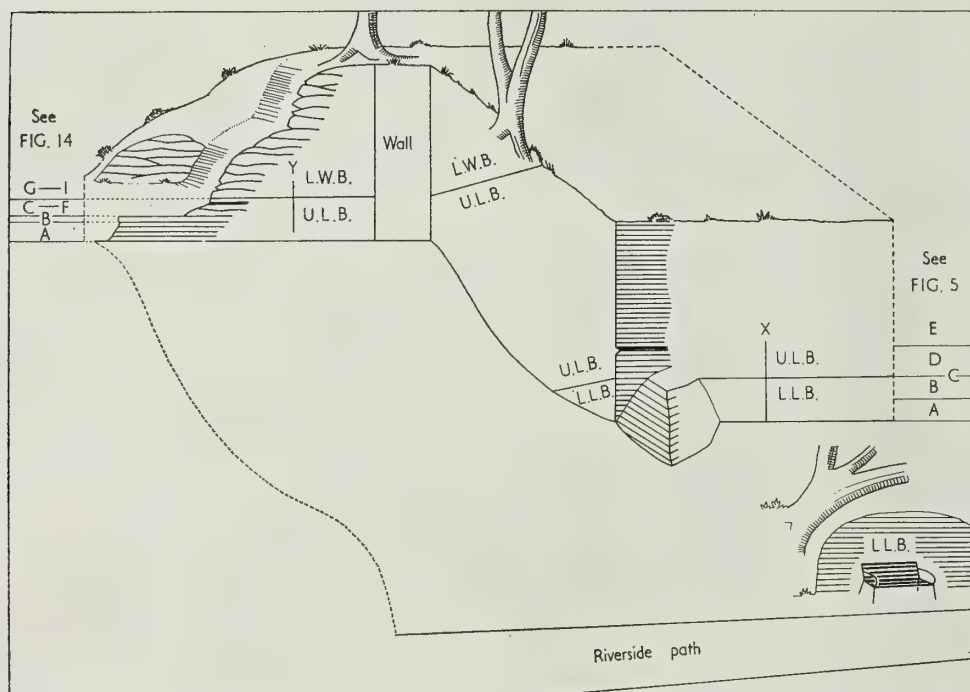 See
FIG. 14
G—I
C—F
B
A
Y
L.W.B.
U.L.B.
Wall
L.W.B.
U.L.B.
U.L.B.
L.L.B.
X
U.L.B.
L.L.B.
See
FIG. 5
E
D
C
B
A
L.L.B.
Riverside path